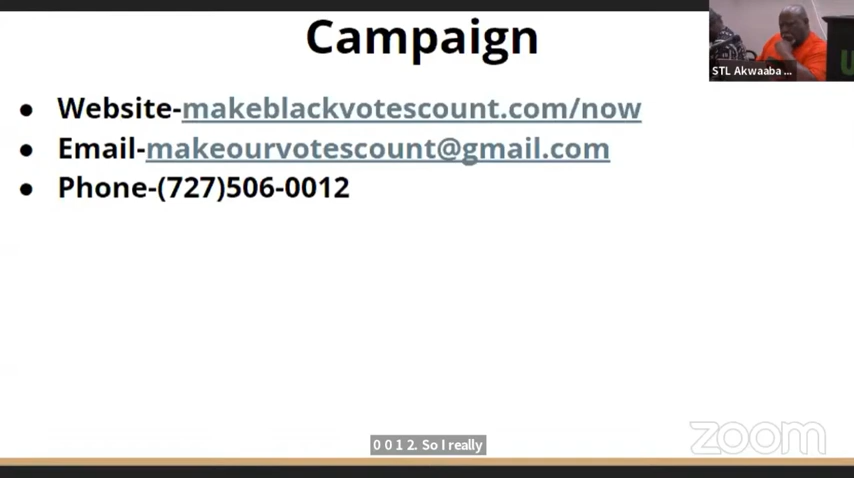 Campaign
STL Akwaaba ...
● Website-makeblackvotescount.com/now
● Email-makeourvotescount@gmail.com
● Phone-(727)506-0012
0 0 1 2. So I really
zoom